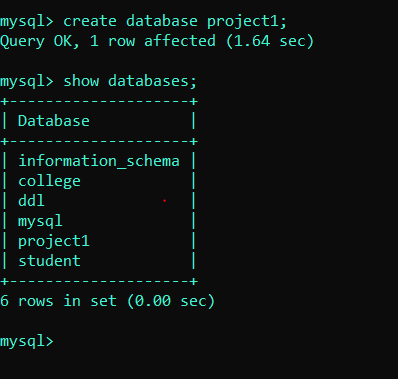 mysql> create database project1;
Query OK, 1 row affected (1.64 sec)
mysql> show databases;
+--------------------+
| Database           |
+--------------------+
| information_schema |
| college            |
| ddl                |
| mysql              |
| project1           |
| student            |
+--------------------+
6 rows in set (0.00 sec)
mysql>